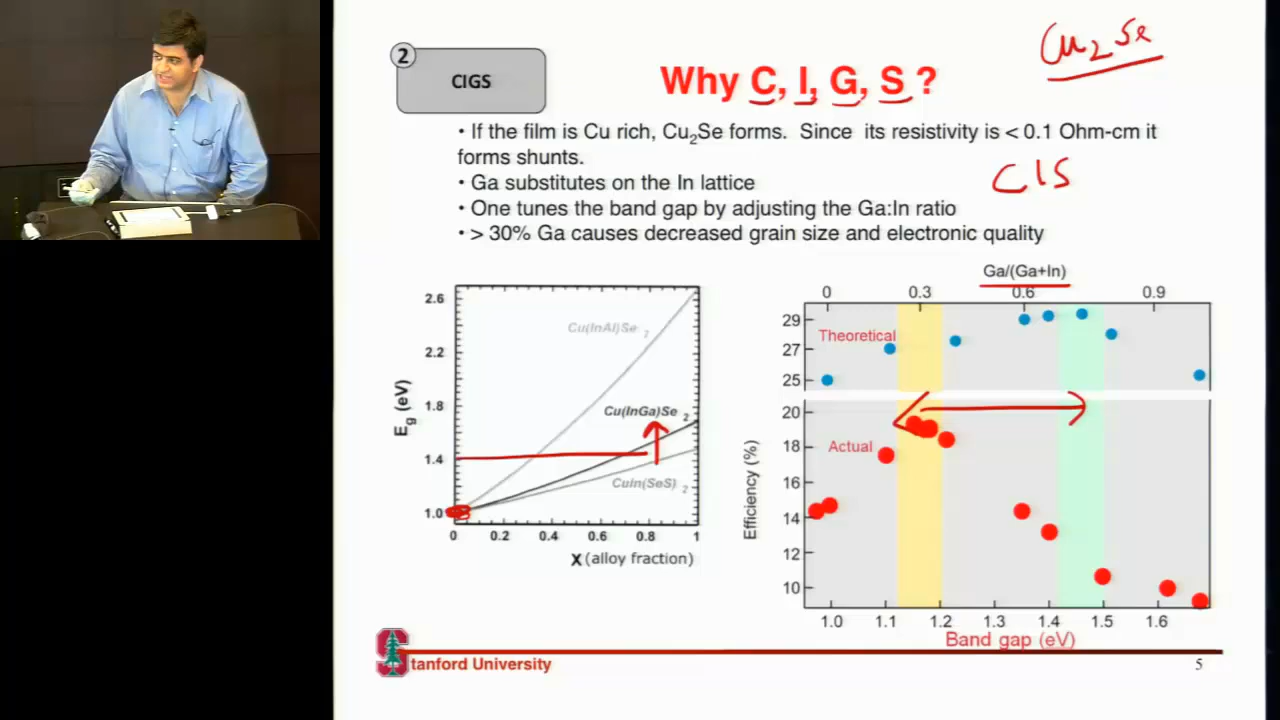 Cu₂Se
2
CIGS
Why C, I, G, S ?
• If the film is Cu rich, Cu₂Se forms. Since its resistivity is < 0.1 Ohm-cm it
forms shunts.
CIS
• Ga substitutes on the In lattice
• One tunes the band gap by adjusting the Ga:In ratio
• > 30% Ga causes decreased grain size and electronic quality
2.6
2.2
1.8
1.4
1.0
E₉ (eV)
Cu(InAl)Se ₂
Cu(InGa)Se ₂
CuIn(SeS) ₂
0 0.2 0.4 0.6 0.8 1
X (alloy fraction)
Ga/(Ga+In)
0 0.3 0.6 0.9
29
27
25
Theoretical
20
18
16
14
12
10
Actual
Efficiency (%)
1.0 1.1 1.2 1.3 1.4 1.5 1.6
Band gap (eV)
Stanford University
5